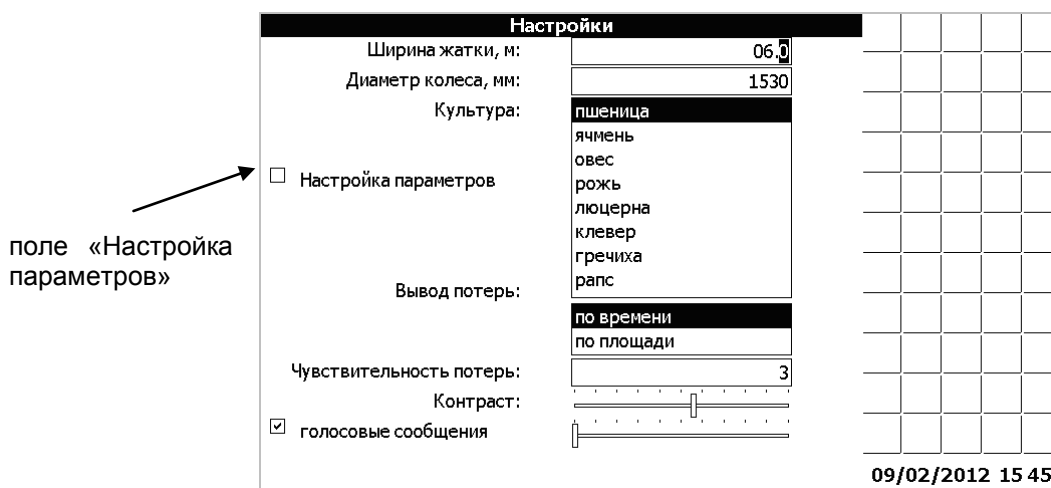 Настройки
Ширина жатки, м: 06.0
Диаметр колеса, мм: 1530
Культура: пшеница
ячмень
овес
Настройка параметров рожь
люцерна
клевер
гречиха
рапс
поле «Настройка
параметров»
Вывод потерь:
по времени
по площади
Чувствительность потерь: 3
Контраст:
голосовые сообщения
09/02/2012 15 45